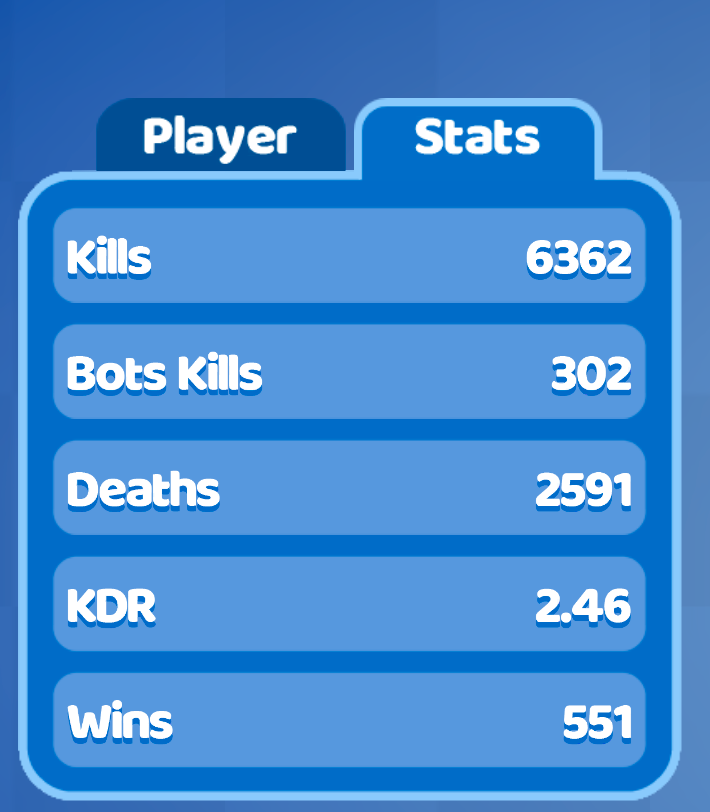 Player Stats
Kills 6362
Bots Kills 302
Deaths 2591
KDR 2.46
Wins 551